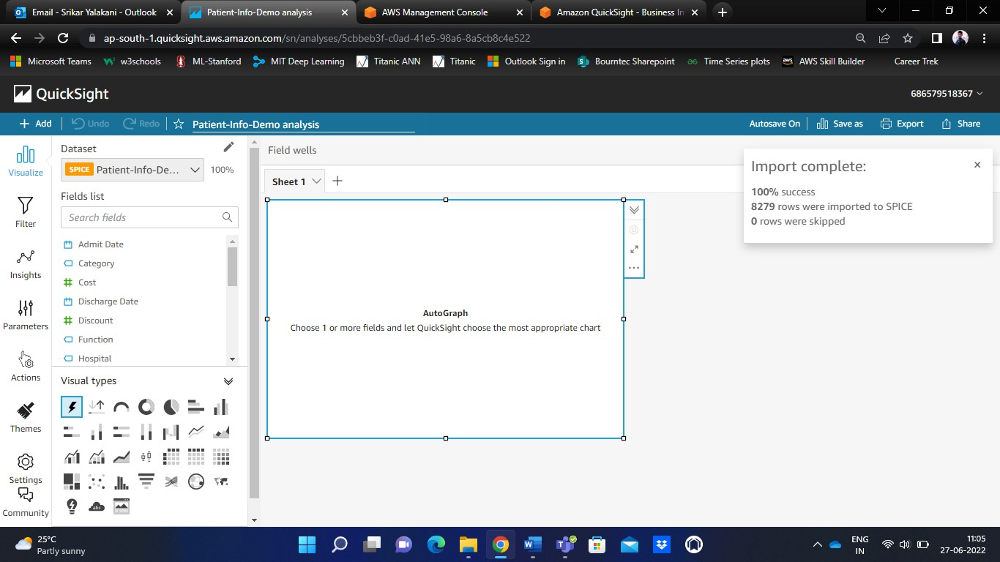 Email - Srikar Yalakani - Outlook
Patient-Info-Demo analysis
AWS Management Console
Amazon QuickSight - Business In
ap-south-1.quicksight.aws.amazon.com/sn/analyses/5cbbeb3f-c0ad-41e5-98a6-8a5cb8c4e522
Microsoft Teams
w3schools
ML-Stanford
MIT Deep Learning
Titanic ANN
Titanic
Outlook Sign in
Bourntec Sharepoint
Time Series plots
aws
AWS Skill Builder
Career Trek
QuickSight
686579518367
Add
Undo
Redo
Patient-Info-Demo analysis
Autosave On
Save as
Export
Share
Visualize
Filter
Insights
Parameters
Actions
Themes
Settings
Community
Dataset
SPICE
Patient-Info-De...
100%
Fields list
Search fields
Admit Date
Category
Cost
Discharge Date
Discount
Function
Hospital
Visual types
abc
Field wells
Sheet 1
AutoGraph
Choose 1 or more fields and let QuickSight choose the most appropriate chart
Import complete:
100% success
8279 rows were imported to SPICE
0 rows were skipped
25°C
Partly sunny
ENG
IN
11:05
27-06-2022